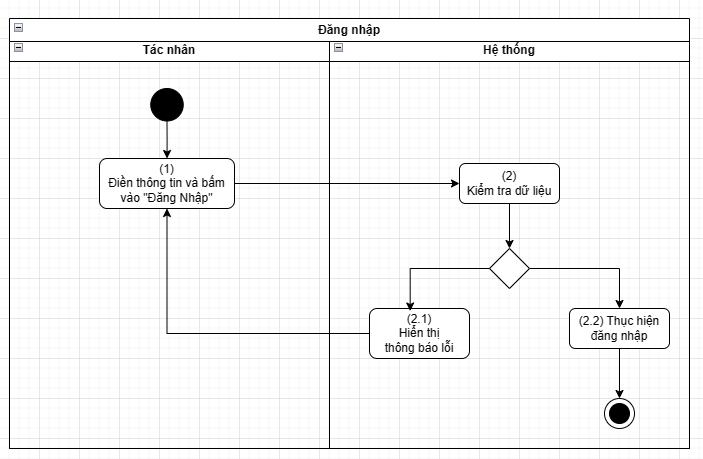 Đăng nhập
Tác nhân
Hệ thống
(1)
Điền thông tin và bấm
vào "Đăng Nhập"
(2)
Kiểm tra dữ liệu
(2.1)
Hiển thị
thông báo lỗi
(2.2) Thực hiện
đăng nhập